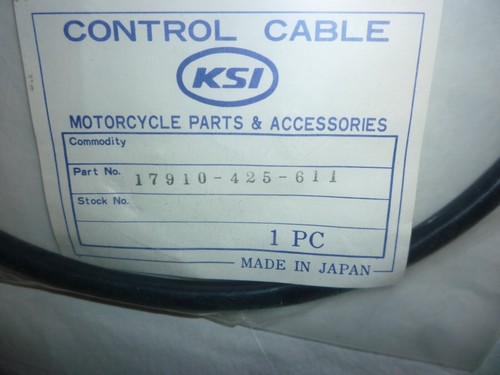 CONTROL CABLE
KSI
MOTORCYCLE PARTS & ACCESSORIES
Commodity
Part No. 17910-425-611
Stock No.
1 PC
MADE IN JAPAN